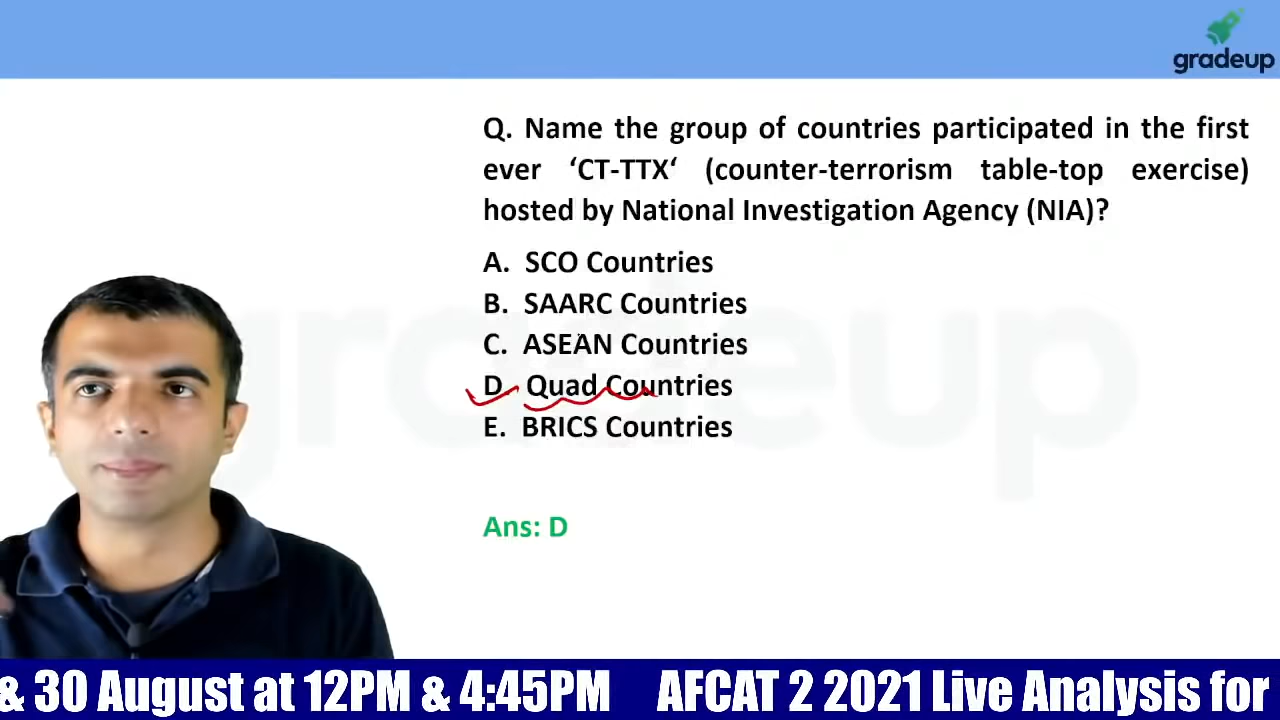 gradeup
Q. Name the group of countries participated in the first
ever ‘CT-TTX‘ (counter-terrorism table-top exercise)
hosted by National Investigation Agency (NIA)?
A. SCO Countries
B. SAARC Countries
C. ASEAN Countries
D. Quad Countries
E. BRICS Countries
gradeup
Ans: D
& 30 August at 12PM & 4:45PM AFCAT 2 2021 Live Analysis for